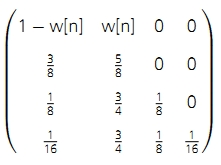 1 − w[n] w[n] 0 0
3/8 5/8 0 0
1/8 3/4 1/8 0
1/16 3/4 1/8 1/16